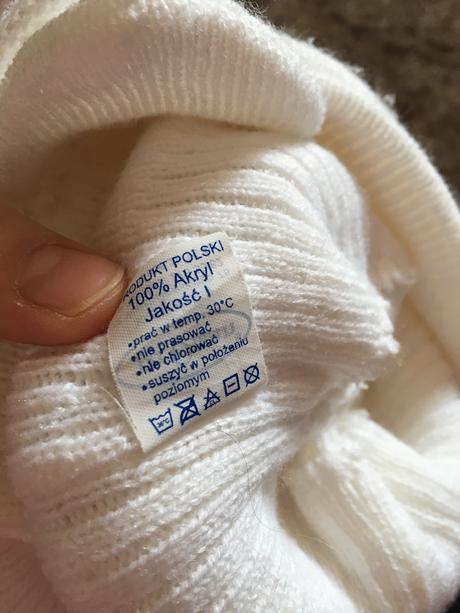 PRODUKT POLSKI
100% Akryl
Jakość I
•prać w temp. 30°C
•nie prasować
•nie chlorować
•suszyć w położeniu
poziomym